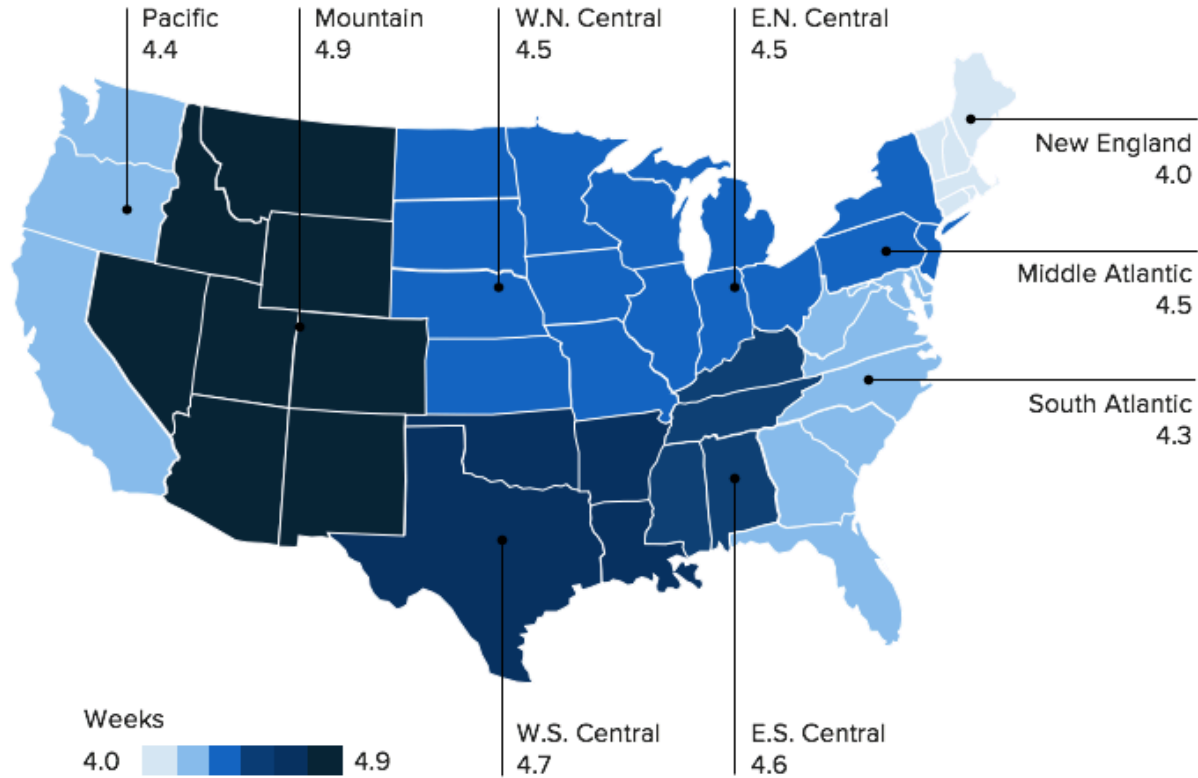 Pacific
4.4
Mountain
4.9
W.N. Central
4.5
E.N. Central
4.5
New England
4.0
Middle Atlantic
4.5
South Atlantic
4.3
W.S. Central
4.7
E.S. Central
4.6
Weeks
4.0
4.9